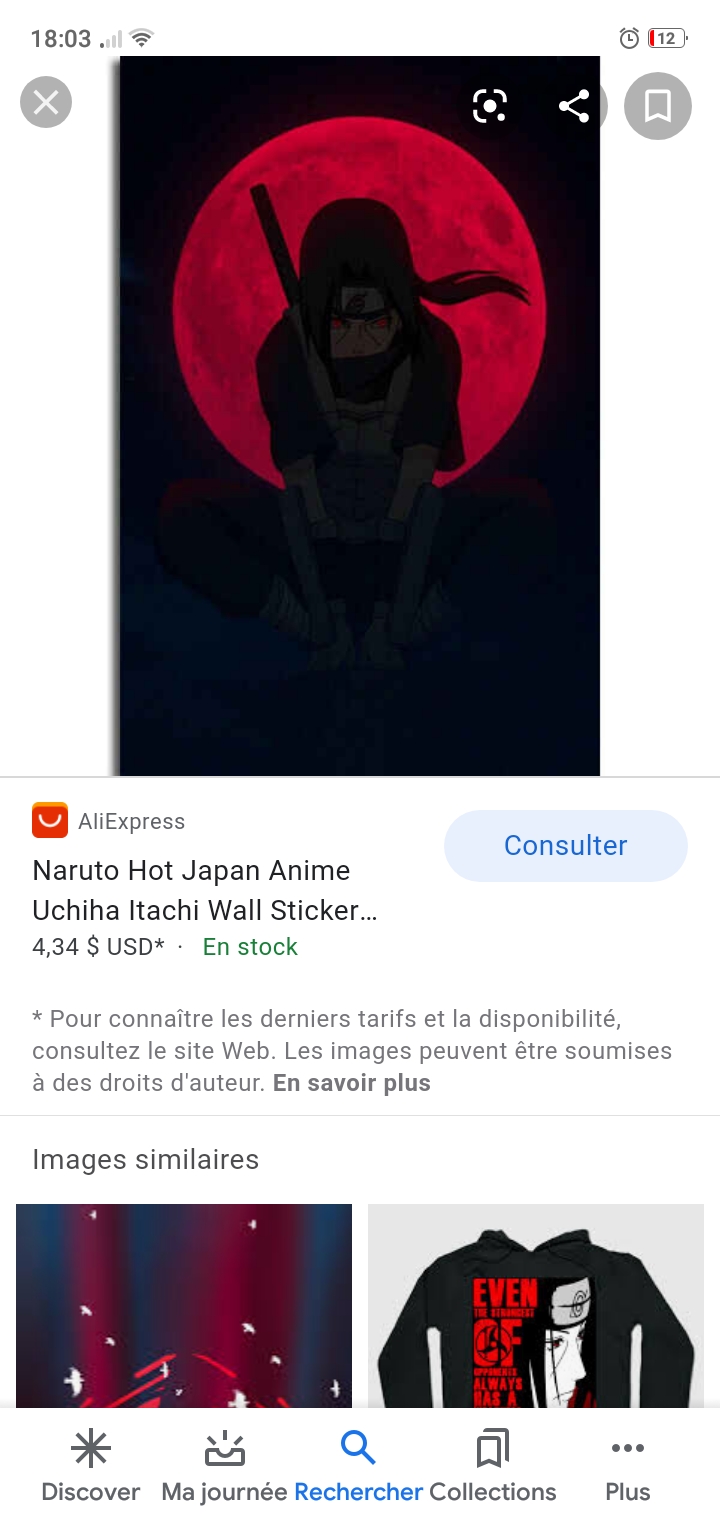 18:03
12
AliExpress
Consulter
Naruto Hot Japan Anime
Uchiha Itachi Wall Sticker…
4,34 $ USD* · En stock
* Pour connaître les derniers tarifs et la disponibilité,
consultez le site Web. Les images peuvent être soumises
à des droits d'auteur. En savoir plus
Images similaires
EVEN
THE STRONGEST
OF
OPPONENTS
ALWAYS
HAS A
Discover Ma journée Rechercher Collections Plus